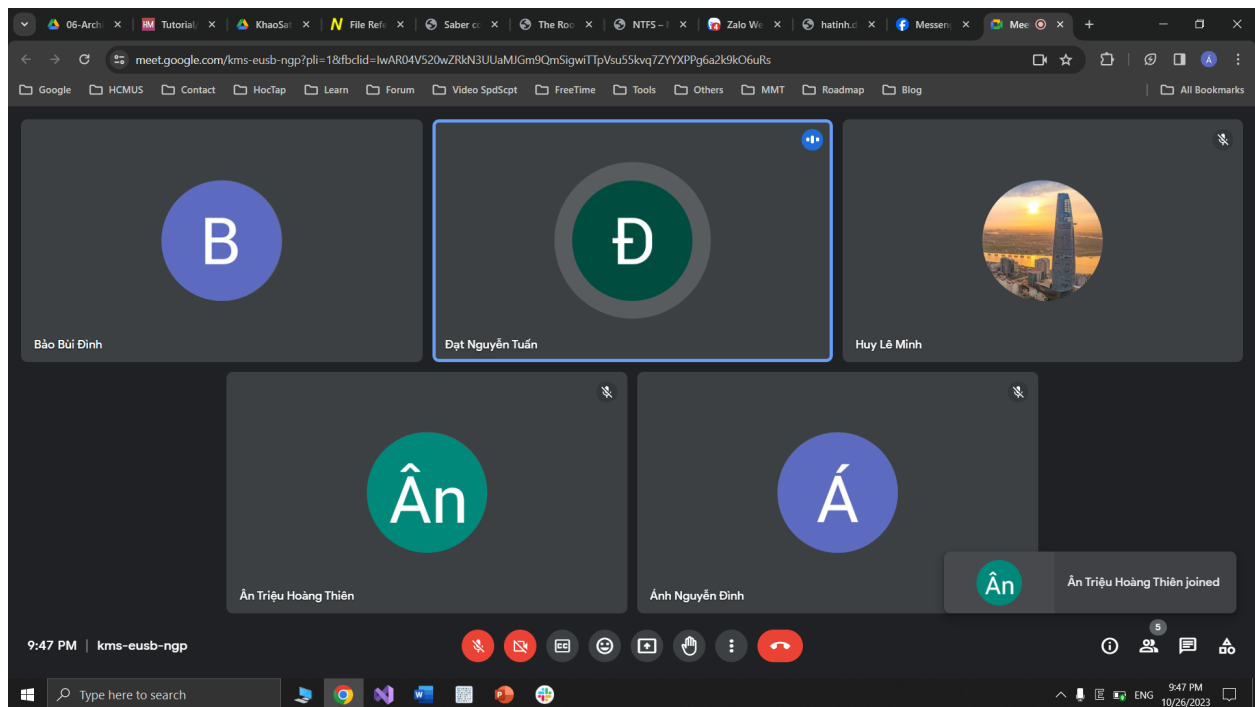 06-Archi
Tutorial/
KhaoSat
File Refe
Saber co
The Roo
NTFS –
Zalo We
hatinh.d
Messeng
Mee
meet.google.com/kms-eusb-ngp?pli=1&fbclid=IwAR04V520wZRkN3UUaMJGm9QmSigwiTTpVsu55kvq7ZYYXPPg6a2k9kO6uRs
Google HCMUS Contact HocTap Learn Forum Video SpdScpt FreeTime Tools Others MMT Roadmap Blog All Bookmarks
B
Đ
Bảo Bùi Đình
Đạt Nguyễn Tuấn
Huy Lê Minh
Ân
Á
Ân Triệu Hoàng Thiên
Ánh Nguyễn Đình
Ân
Ân Triệu Hoàng Thiên joined
9:47 PM | kms-eusb-ngp
5
Type here to search
ENG
9:47 PM
10/26/2023